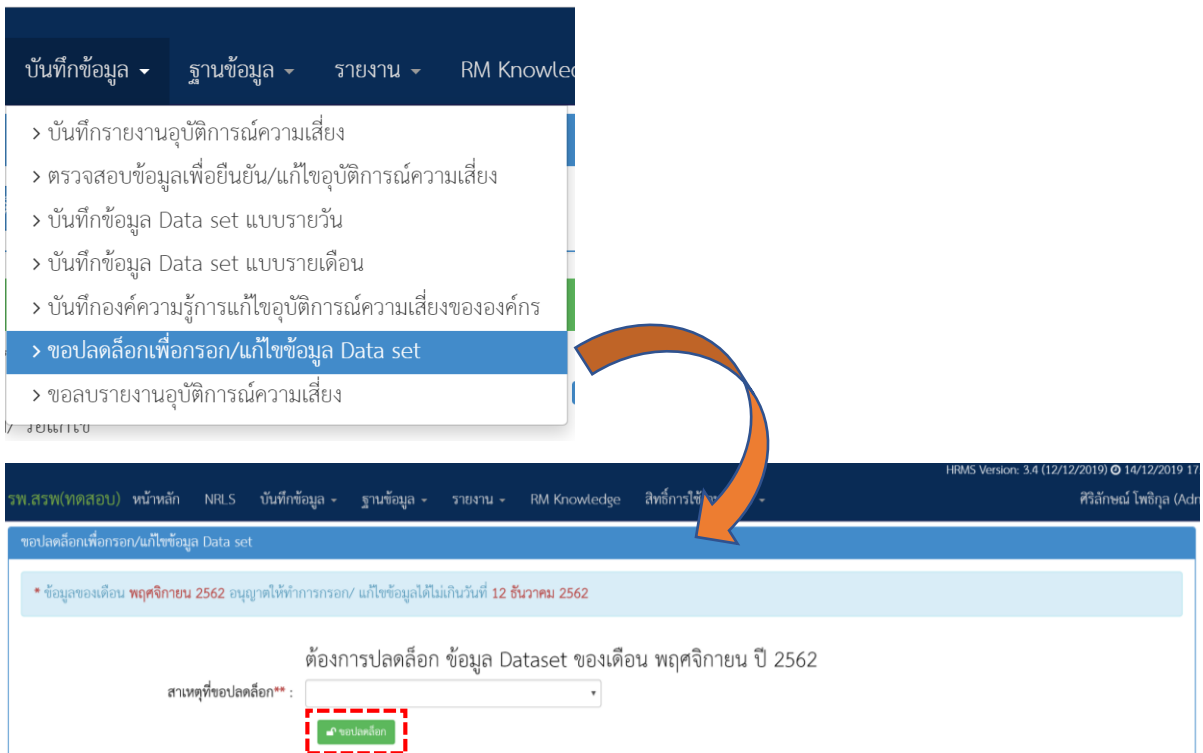 บันทึกข้อมูล ฐานข้อมูล รายงาน RM
> บันทึกรายงานอุบัติการณ์ความเสี่ยง
> ตรวจสอบข้อมูลเพื่อยืนยัน/แก้ไขอุบัติการณ์ความเสี่ยง
> บันทึกข้อมูล Data set แบบรายวัน
> บันทึกข้อมูล Data set แบบรายเดือน
> บันทึกองค์ความรู้การแก้ไขอุบัติการณ์ความเสี่ยงขององค์กร
> ขอปลดล็อกเพื่อกรอก/แก้ไขข้อมูล Data set
> ขอลบรายงานอุบัติการณ์ความเสี่ยง
HRMS Version: 3.4 (12/12/2019) 14/12/2019 17
รพ.สรพ(ทดสอบ) หน้าหลัก NRLS บันทึกข้อมูล ฐานข้อมูล รายงาน RM Knowledge ศิริลักษณ์ โพธิกุล
ขอปลดล็อกเพื่อกรอก/แก้ไขข้อมูล Data set
* ข้อมูลของเดือน พฤศจิกายน 2562 อนุญาตให้ทำการกรอก/ แก้ไขข้อมูลได้ไม่เกินวันที่ 12 ธันวาคม 2562
ต้องการปลดล็อก ข้อมูล Dataset ของเดือน พฤศจิกายน ปี 2562
สาเหตุที่ขอปลดล็อก** :
ขอปลดล็อก